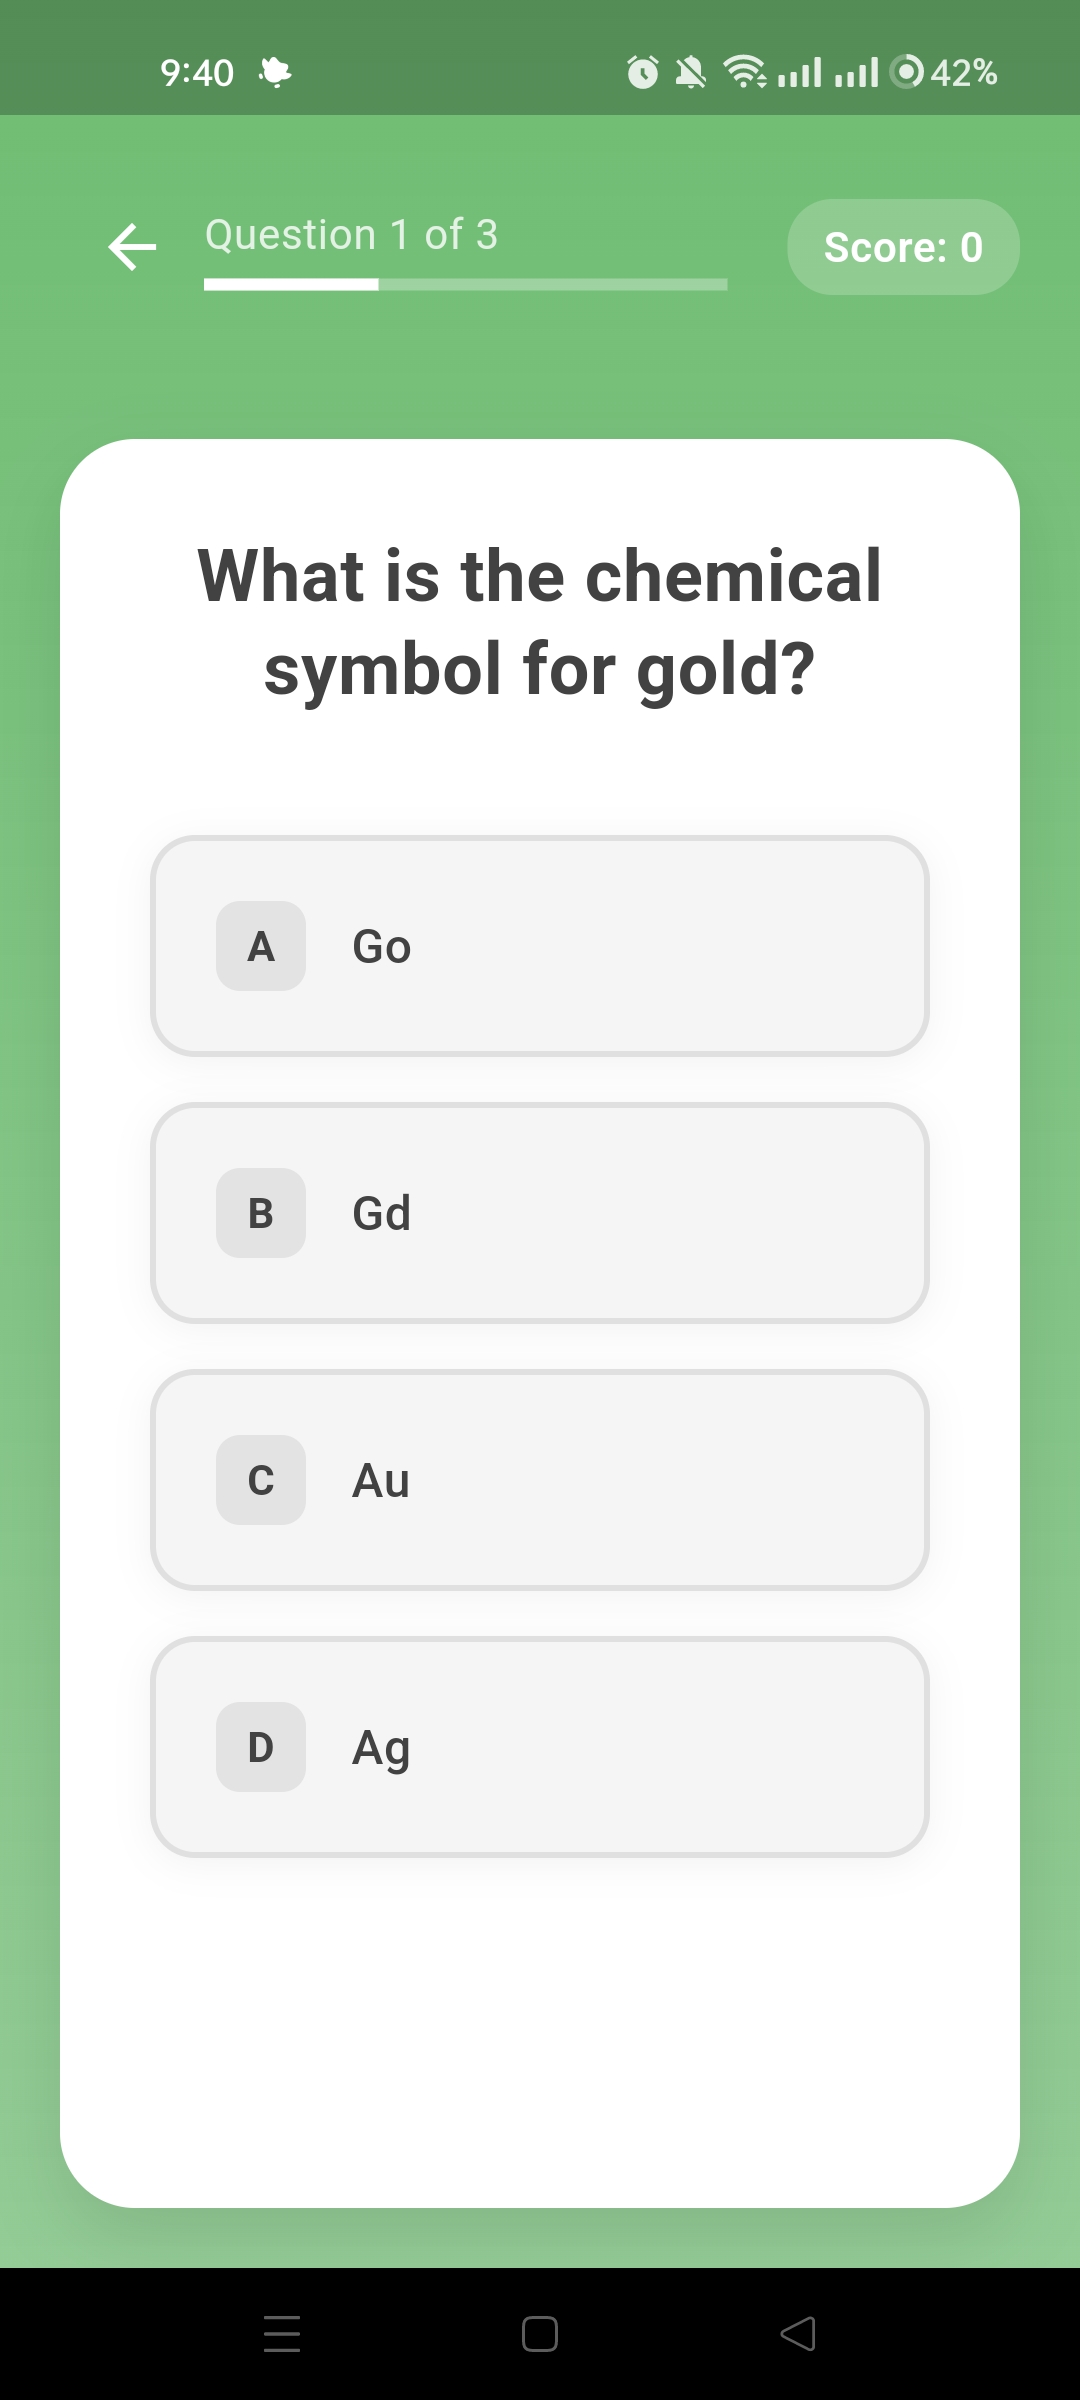 9:40 42%
Question 1 of 3
Score: 0
What is the chemical
symbol for gold?
A Go
B Gd
C Au
D Ag